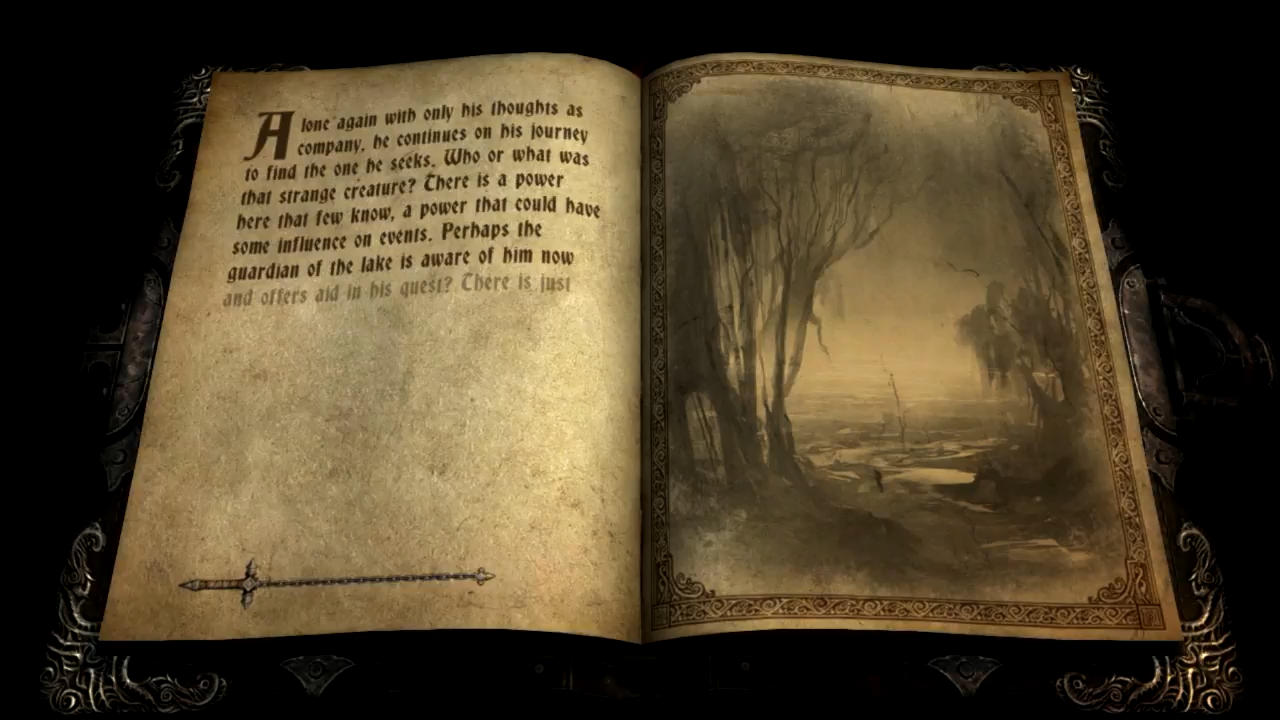 Alone again with only his thoughts as
company, he continues on his journey
to find the one he seeks. Who or what was
that strange creature? There is a power
here that few know, a power that could have
some influence on events. Perhaps the
guardian of the lake is aware of him now
and offers aid in his quest? There is just